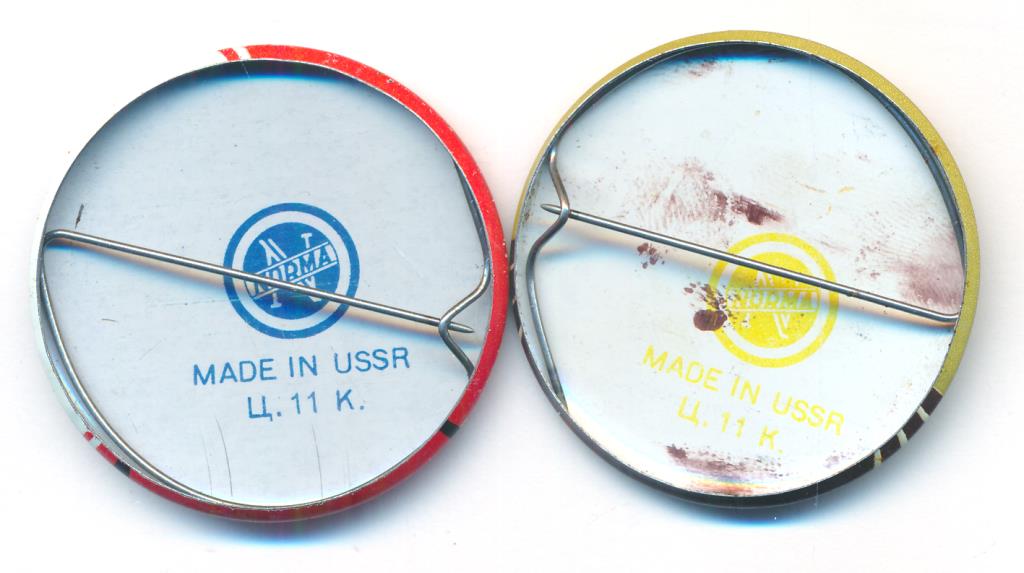 NORMA
MADE IN USSR
Ц. 11 К.
NORMA
MADE IN USSR
Ц. 11 К.